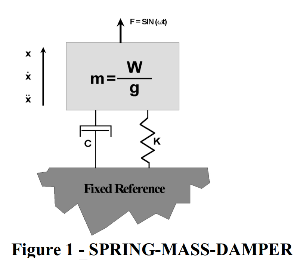 F = SIN (ωt)
x
ẋ
ẍ
m = W
g
C
K
Fixed Reference
Figure 1 - SPRING-MASS-DAMPER